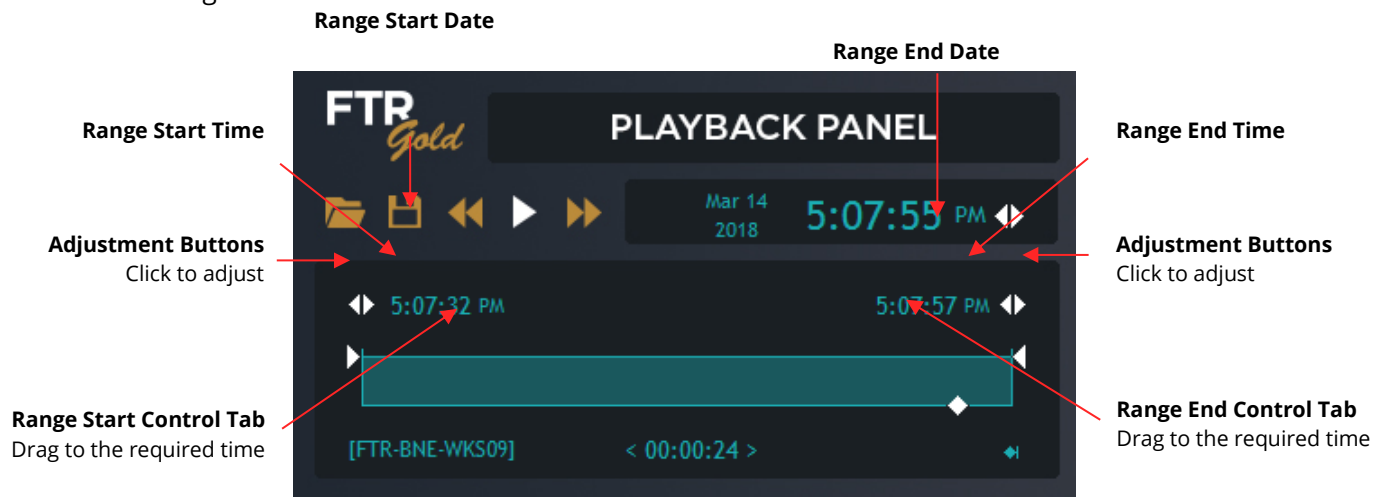 Range Start Date
Range End Date
FTR
Gold
PLAYBACK PANEL
Range Start Time
Range End Time
Mar 14
2018
5:07:55 PM
Adjustment Buttons
Click to adjust
Adjustment Buttons
Click to adjust
5:07:32 PM
5:07:57 PM
Range Start Control Tab
Drag to the required time
Range End Control Tab
Drag to the required time
[FTR-BNE-WKS09]
< 00:00:24 >